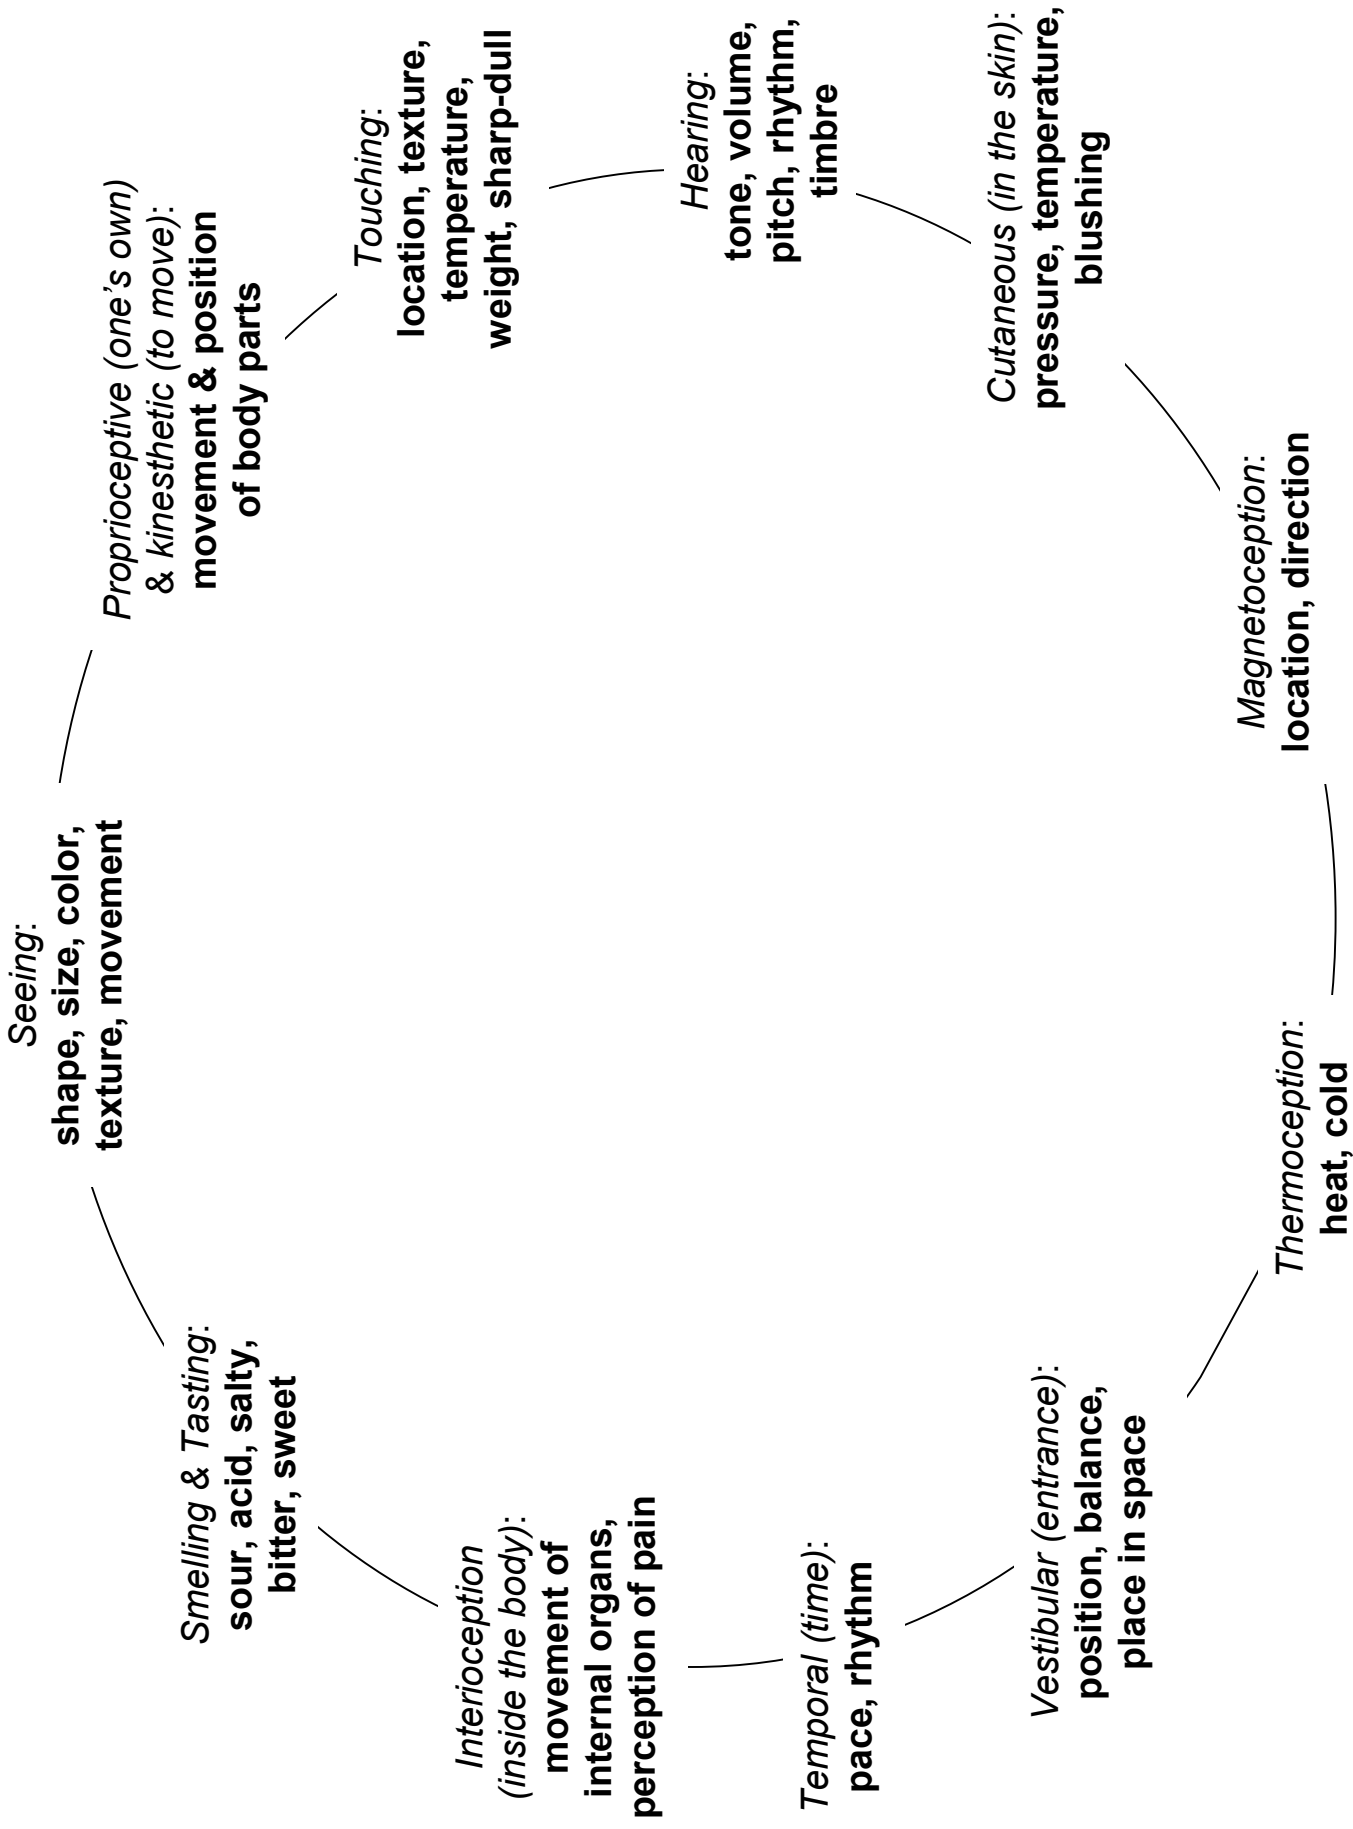 Seeing:
shape, size, color,
texture, movement
Proprioceptive (one's own)
& kinesthetic (to move):
movement & position
of body parts
Touching:
location, texture,
temperature,
weight, sharp-dull
Hearing:
tone, volume,
pitch, rhythm,
timbre
Cutaneous (in the skin):
pressure, temperature,
blushing
Magnetoception:
location, direction
Thermoception:
heat, cold
Vestibular (entrance):
position, balance,
place in space
Temporal (time):
pace, rhythm
Interioception
(inside the body):
movement of
internal organs,
perception of pain
Smelling & Tasting:
sour, acid, salty,
bitter, sweet